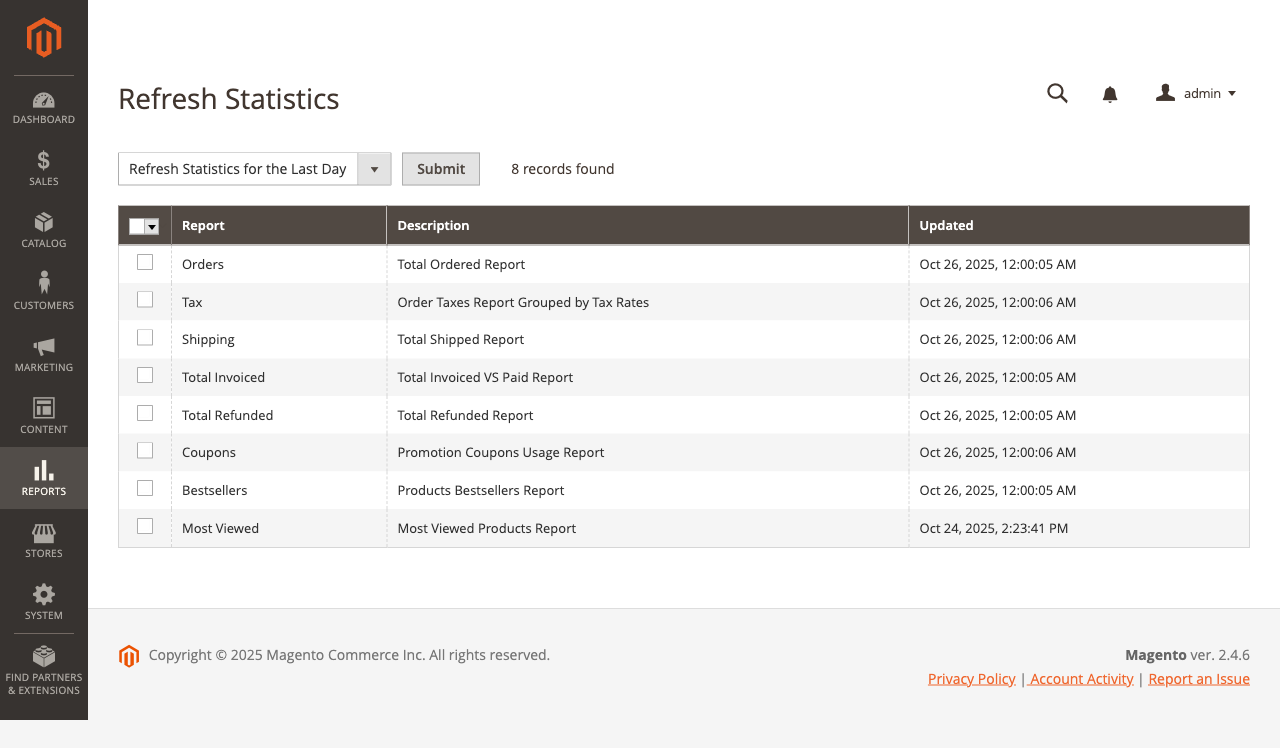 DASHBOARD
SALES
CATALOG
CUSTOMERS
MARKETING
CONTENT
REPORTS
STORES
SYSTEM
FIND PARTNERS
& EXTENSIONS
Refresh Statistics
admin
Refresh Statistics for the Last Day Submit 8 records found
Report Description Updated
Orders Total Ordered Report Oct 26, 2025, 12:00:05 AM
Tax Order Taxes Report Grouped by Tax Rates Oct 26, 2025, 12:00:06 AM
Shipping Total Shipped Report Oct 26, 2025, 12:00:06 AM
Total Invoiced Total Invoiced VS Paid Report Oct 26, 2025, 12:00:05 AM
Total Refunded Total Refunded Report Oct 26, 2025, 12:00:05 AM
Coupons Promotion Coupons Usage Report Oct 26, 2025, 12:00:06 AM
Bestsellers Products Bestsellers Report Oct 26, 2025, 12:00:05 AM
Most Viewed Most Viewed Products Report Oct 24, 2025, 2:23:41 PM
Copyright © 2025 Magento Commerce Inc. All rights reserved.
Magento ver. 2.4.6
Privacy Policy | Account Activity | Report an Issue